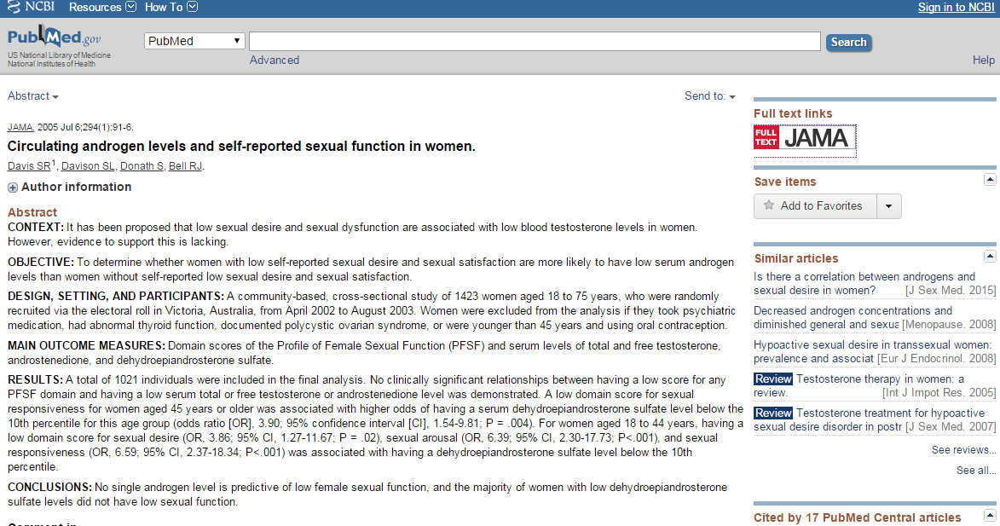 NCBI Resources How To Sign in to NCBI
PubMed.gov
US National Library of Medicine
National Institutes of Health
PubMed
Search
Advanced
Help
Abstract
Send to:
JAMA. 2005 Jul 6;294(1):91-6.
Circulating androgen levels and self-reported sexual function in women.
Davis SR1, Davison SL, Donath S, Bell RJ.
Author information
Abstract
CONTEXT: It has been proposed that low sexual desire and sexual dysfunction are associated with low blood testosterone levels in women.
However, evidence to support this is lacking.
OBJECTIVE: To determine whether women with low self-reported sexual desire and sexual satisfaction are more likely to have low serum androgen
levels than women without self-reported low sexual desire and sexual satisfaction.
DESIGN, SETTING, AND PARTICIPANTS: A community-based, cross-sectional study of 1423 women aged 18 to 75 years, who were randomly
recruited via the electoral roll in Victoria, Australia, from April 2002 to August 2003. Women were excluded from the analysis if they took psychiatric
medication, had abnormal thyroid function, documented polycystic ovarian syndrome, or were younger than 45 years and using oral contraception.
MAIN OUTCOME MEASURES: Domain scores of the Profile of Female Sexual Function (PFSF) and serum levels of total and free testosterone,
androstenedione, and dehydroepiandrosterone sulfate.
RESULTS: A total of 1021 individuals were included in the final analysis. No clinically significant relationships between having a low score for any
PFSF domain and having a low serum total or free testosterone or androstenedione level was demonstrated. A low domain score for sexual
responsiveness for women aged 45 years or older was associated with higher odds of having a serum dehydroepiandrosterone sulfate level below the
10th percentile for this age group (odds ratio [OR], 3.90; 95% confidence interval [CI], 1.54-9.81; P = .004). For women aged 18 to 44 years, having a
low domain score for sexual desire (OR, 3.86; 95% CI, 1.27-11.67; P = .02), sexual arousal (OR, 6.39; 95% CI, 2.30-17.73; P<.001), and sexual
responsiveness (OR, 6.59; 95% CI, 2.37-18.34; P<.001) was associated with having a dehydroepiandrosterone sulfate level below the 10th
percentile.
CONCLUSIONS: No single androgen level is predictive of low female sexual function, and the majority of women with low dehydroepiandrosterone
sulfate levels did not have low sexual function.
Comment in
Full text links
FULL TEXT JAMA
Save items
Add to Favorites
Similar articles
Is there a correlation between androgens and
sexual desire in women? [J Sex Med. 2015]
Decreased androgen concentrations and
diminished general and sexua [Menopause. 2008]
Hypoactive sexual desire in transsexual women:
prevalence and associat [Eur J Endocrinol. 2008]
Review Testosterone therapy in women: a
review. [Int J Impot Res. 2005]
Review Testosterone treatment for hypoactive
sexual desire disorder in postr [J Sex Med. 2007]
See reviews...
See all...
Cited by 17 PubMed Central articles